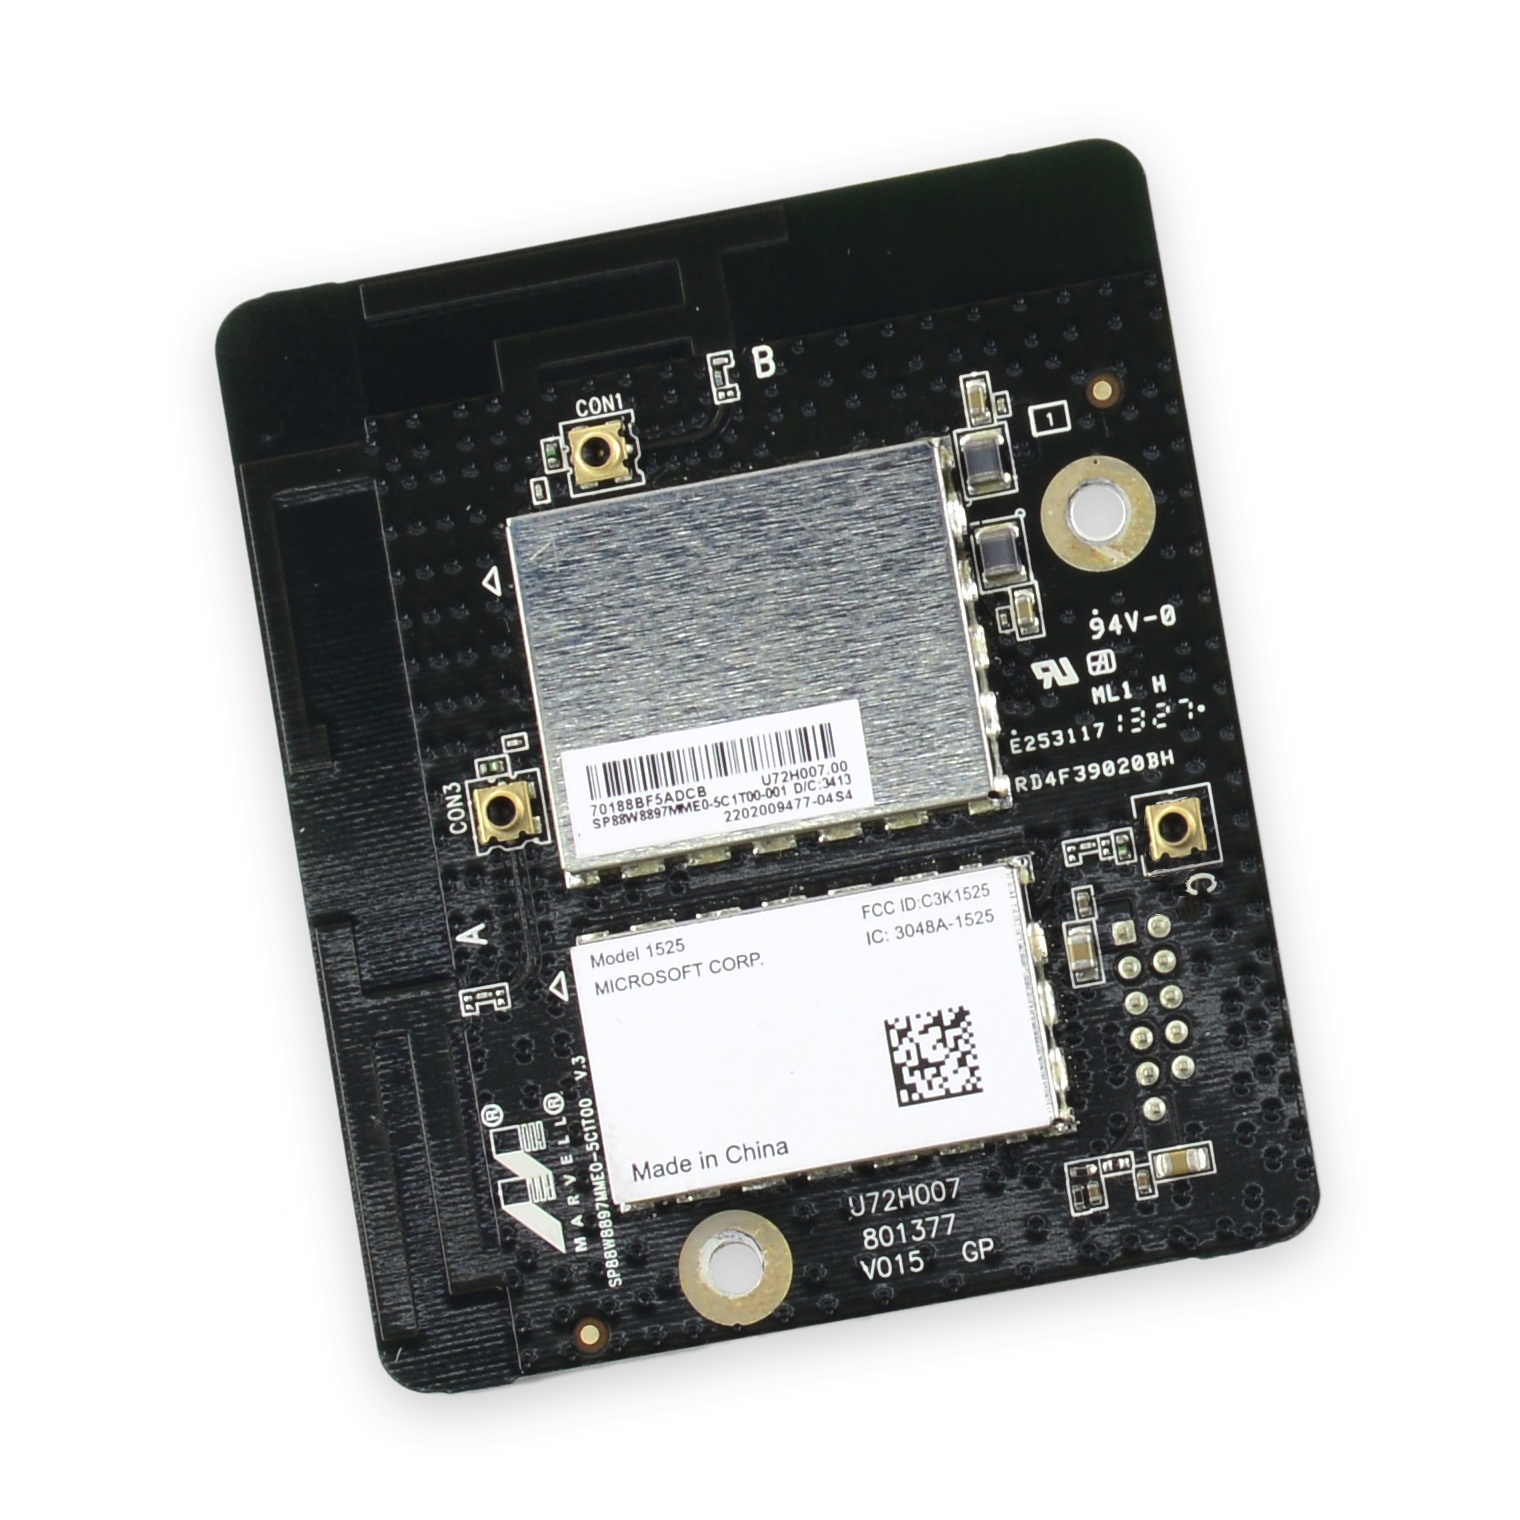 B
CON1
1
94V-0
ML1 H
E253117 1327
RD4F39020BH
U72H007.00
70188BF5ADCB
SP88W8897MME0-5C1T00-001 D/C:3413
2202009477-04S4
CON3
C
A
FCC ID:C3K1525
IC: 3048A-1525
Model 1525
MICROSOFT CORP.
Made in China
MARVELL®
®
SP88W8897MME0-5C1T00 V.3
U72H007
801377
V015 GP